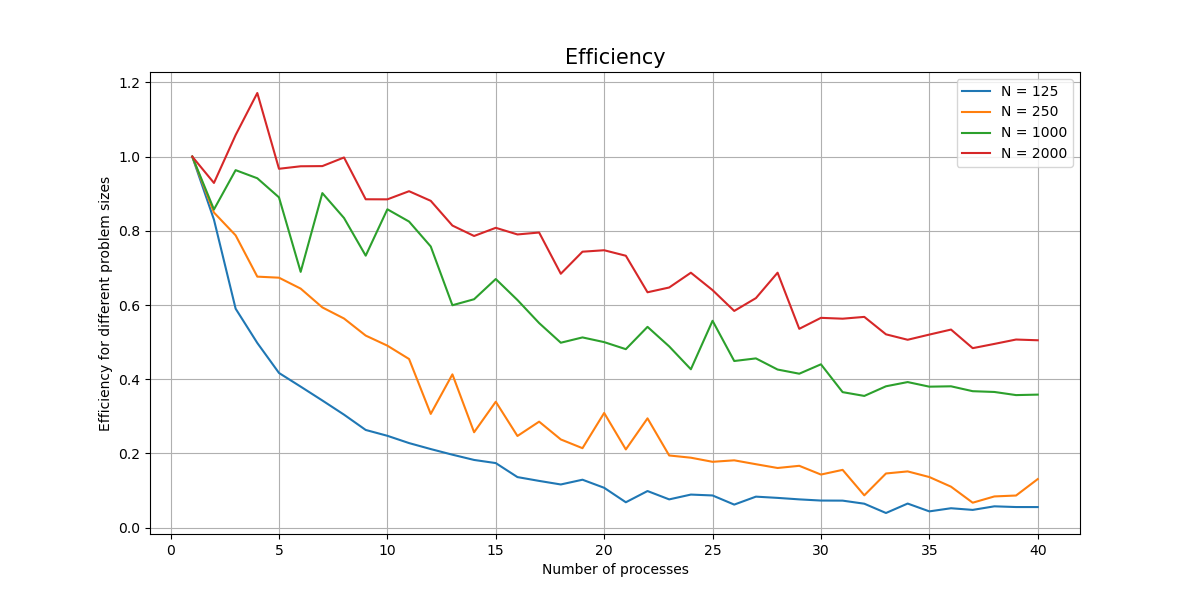 Efficiency
Efficiency for different problem sizes
1.2
1.0
0.8
0.6
0.4
0.2
0.0
N = 125
N = 250
N = 1000
N = 2000
0 5 10 15 20 25 30 35 40
Number of processes